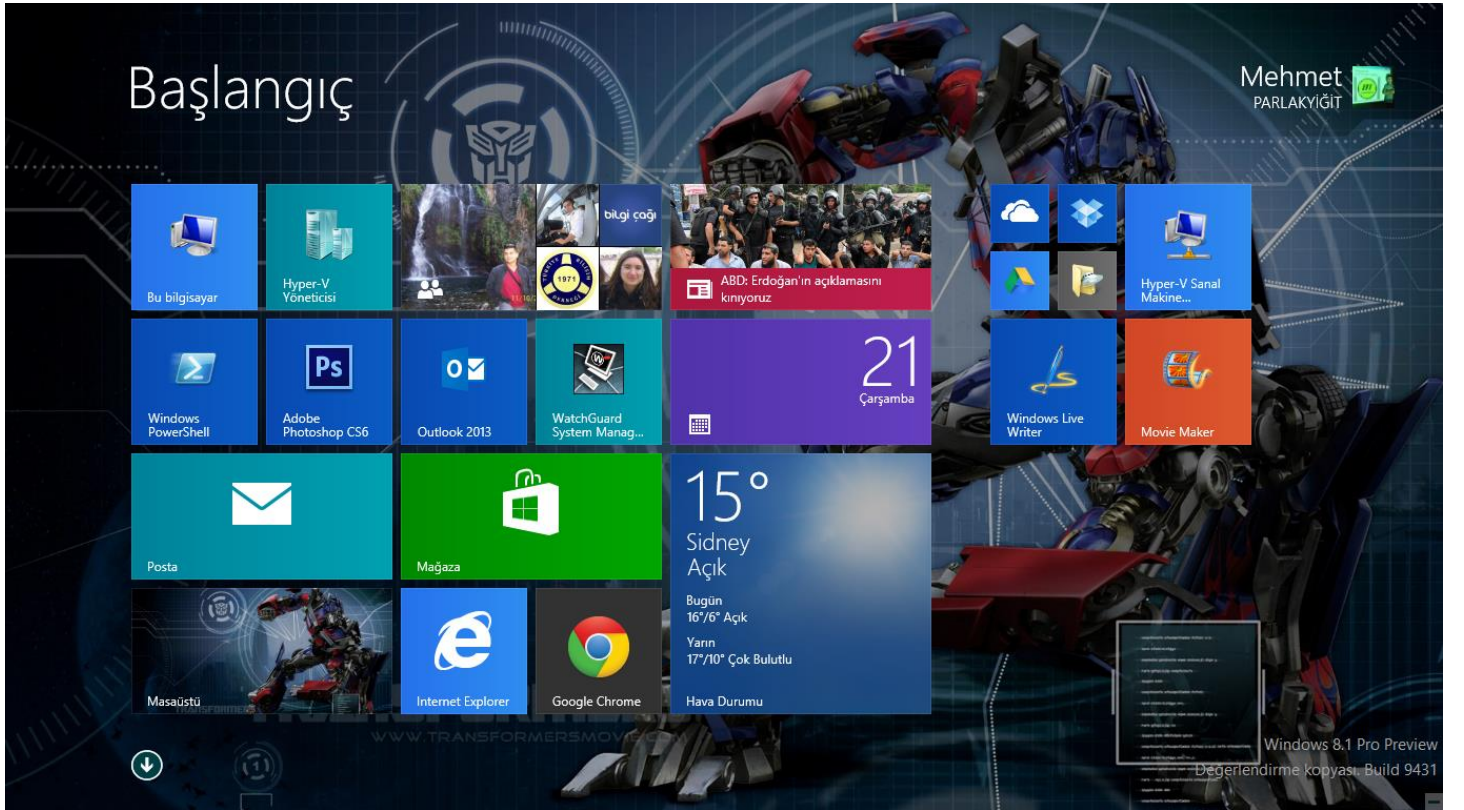 Başlangıç
Mehmet
PARLAKYİĞİT
Bu bilgisayar
Hyper-V
Yöneticisi
bilgi çağı
1971
ABD: Erdoğan'ın açıklamasını
kınıyoruz
Hyper-V Sanal
Makine...
Windows
PowerShell
Ps
Adobe
Photoshop CS6
Outlook 2013
WatchGuard
System Manag...
21
Çarşamba
Windows Live
Writer
Movie Maker
Posta
Mağaza
15°
Sidney
Açık
Bugün
16°/6° Açık
Yarın
17°/10° Çok Bulutlu
Hava Durumu
Masaüstü
Internet Explorer
Google Chrome
WWW.TRANSFORMERSMOVIE.COM
Windows 8.1 Pro Preview
Değerlendirme kopyası. Build 9431